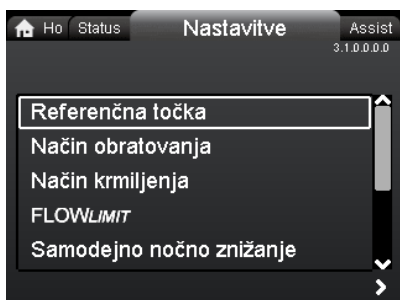 Ho Status Nastavitve Assist
3.1.0.0.0.0
Referenčna točka
Način obratovanja
Način krmiljenja
FLOWLIMIT
Samodejno nočno znižanje